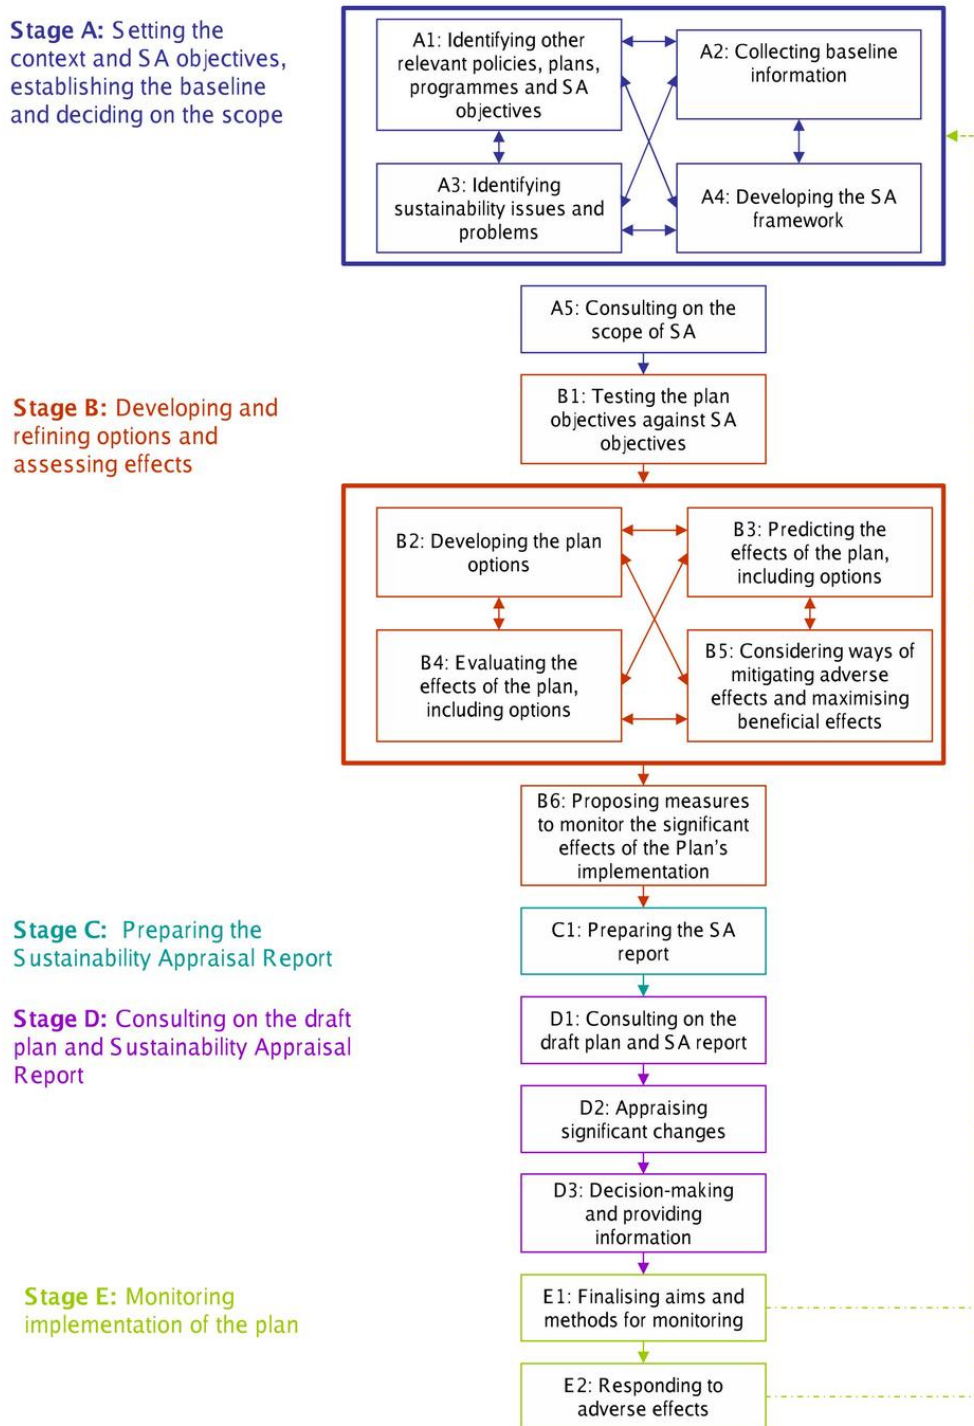 Stage A: Setting the
context and SA objectives,
establishing the baseline
and deciding on the scope
A1: Identifying other
relevant policies, plans,
programmes and SA
objectives
A2: Collecting baseline
information
A3: Identifying
sustainability issues and
problems
A4: Developing the SA
framework
A5: Consulting on the
scope of SA
Stage B: Developing and
refining options and
assessing effects
B1: Testing the plan
objectives against SA
objectives
B2: Developing the plan
options
B3: Predicting the
effects of the plan,
including options
B4: Evaluating the
effects of the plan,
including options
B5: Considering ways of
mitigating adverse
effects and maximising
beneficial effects
B6: Proposing measures
to monitor the significant
effects of the Plan's
implementation
Stage C: Preparing the
Sustainability Appraisal Report
C1: Preparing the SA
report
Stage D: Consulting on the draft
plan and Sustainability Appraisal
Report
D1: Consulting on the
draft plan and SA report
D2: Appraising
significant changes
D3: Decision-making
and providing
information
Stage E: Monitoring
implementation of the plan
E1: Finalising aims and
methods for monitoring
E2: Responding to
adverse effects